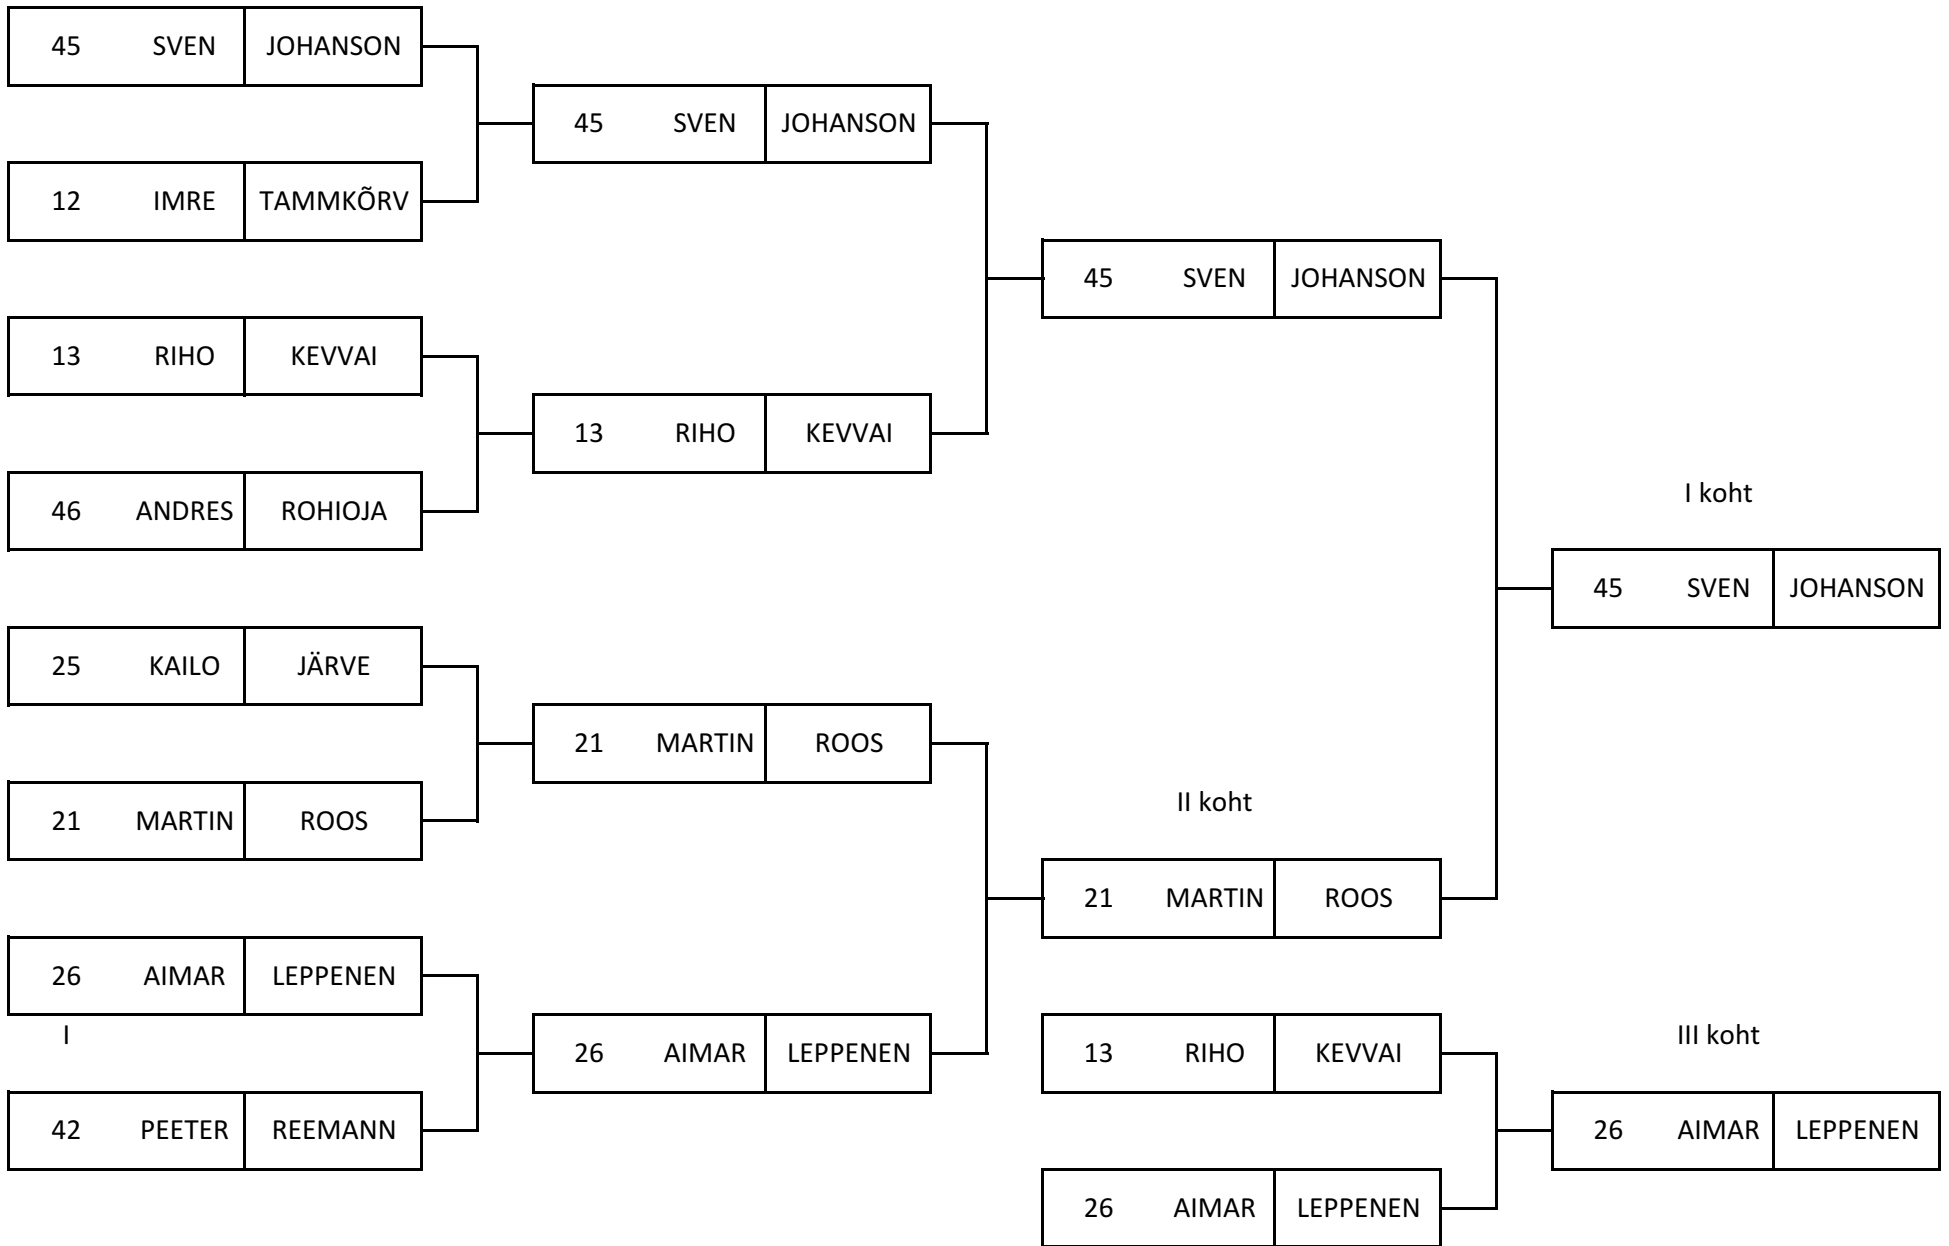 45 SVEN JOHANSON
45 SVEN JOHANSON
12 IMRE TAMMKÕRV
45 SVEN JOHANSON
13 RIHO KEVVAI
13 RIHO KEVVAI
46 ANDRES ROHIOJA
I koht
45 SVEN JOHANSON
25 KAILO JÄRVE
21 MARTIN ROOS
II koht
21 MARTIN ROOS
21 MARTIN ROOS
26 AIMAR LEPPENEN
I
III koht
26 AIMAR LEPPENEN
13 RIHO KEVVAI
42 PEETER REEMANN
26 AIMAR LEPPENEN
26 AIMAR LEPPENEN